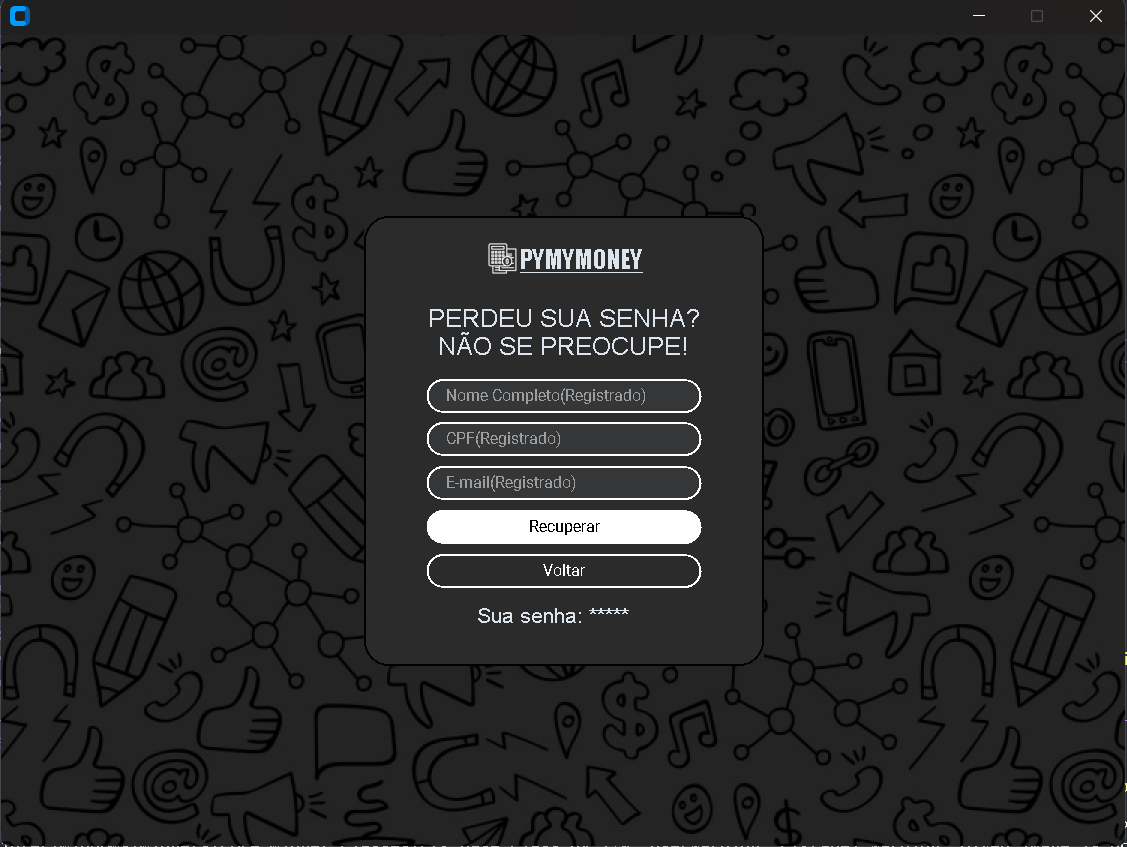 PYMYMONEY
PERDEU SUA SENHA?
NÃO SE PREOCUPE!
Nome Completo(Registrado)
CPF(Registrado)
E-mail(Registrado)
Recuperar
Voltar
Sua senha: *****